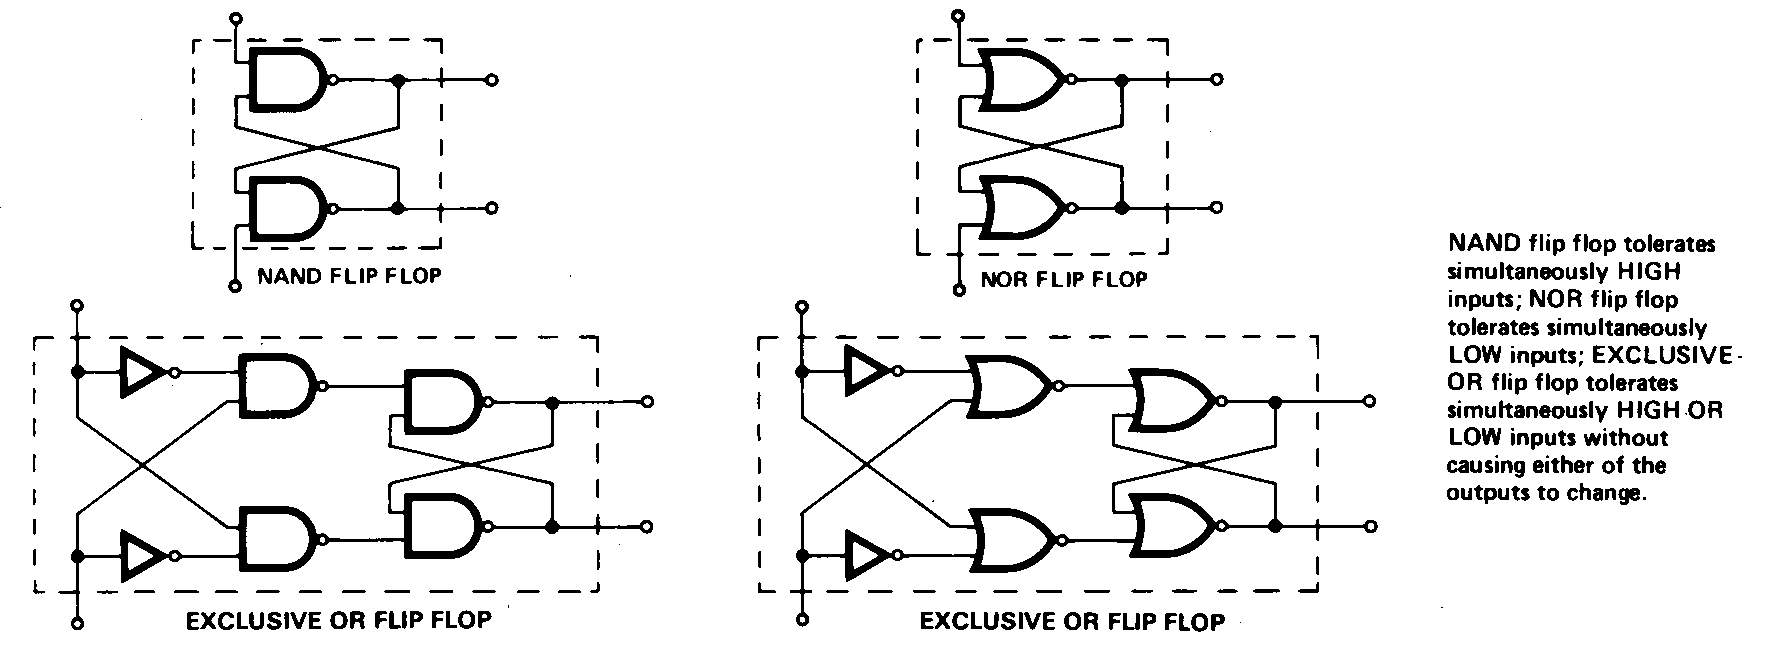 NAND FLIP FLOP
NOR FLIP FLOP
EXCLUSIVE OR FLIP FLOP
EXCLUSIVE OR FLIP FLOP
NAND flip flop tolerates
simultaneously HIGH
inputs; NOR flip flop
tolerates simultaneously
LOW inputs; EXCLUSIVE-
OR flip flop tolerates
simultaneously HIGH OR
LOW inputs without
causing either of the
outputs to change.